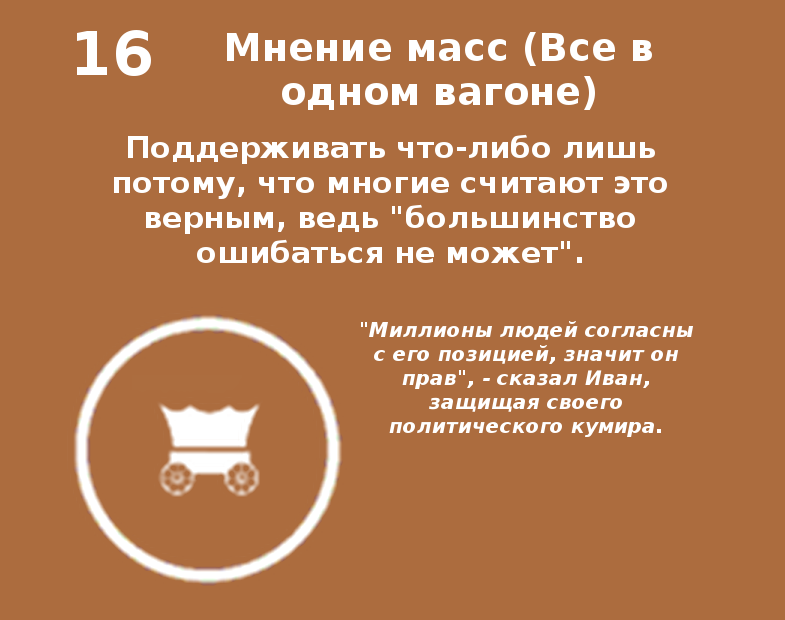 16
Мнение масс (Все в
одном вагоне)
Поддерживать что-либо лишь
потому, что многие считают это
верным, ведь "большинство
ошибаться не может".
"Миллионы людей согласны
с его позицией, значит он
прав", - сказал Иван,
защищая своего
политического кумира.